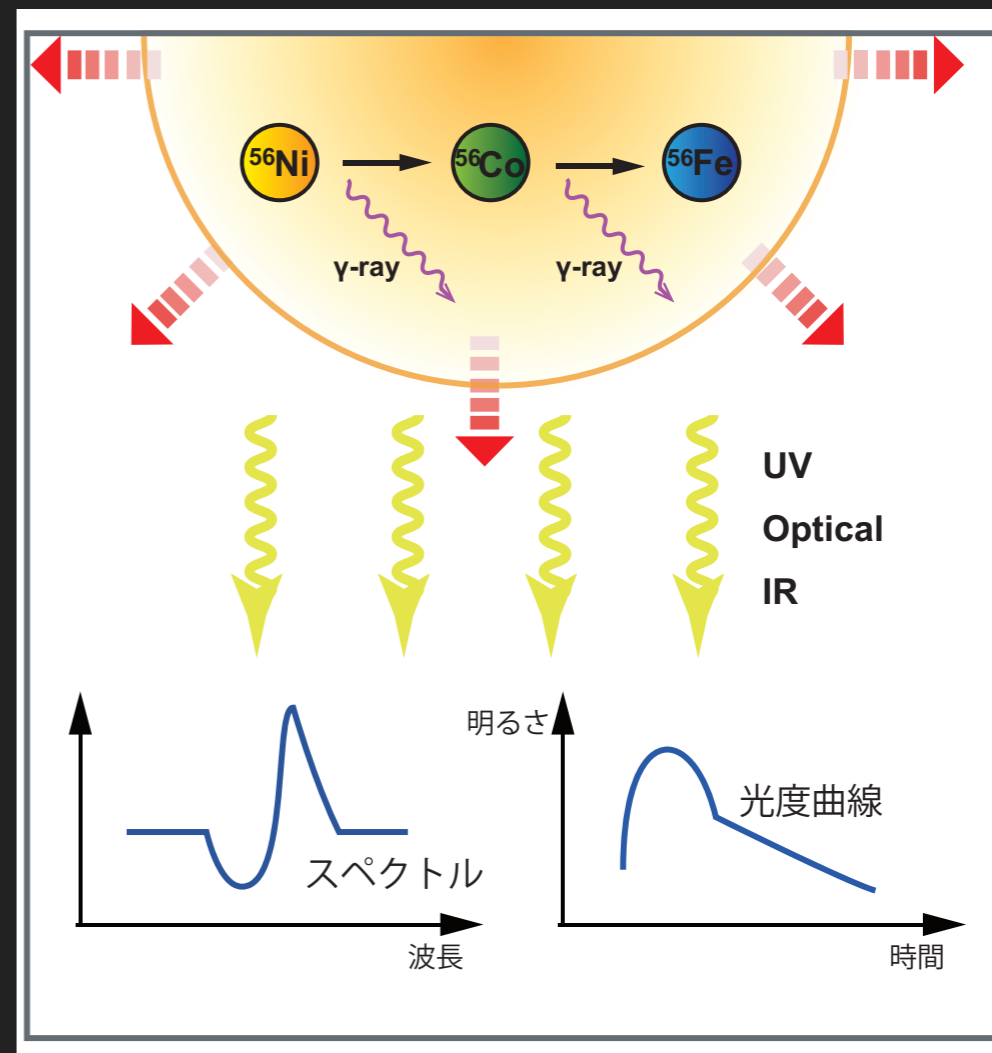 ⁵⁶Ni
⁵⁶Co
⁵⁶Fe
γ-ray
γ-ray
UV
Optical
IR
明るさ
光度曲線
スペクトル
波長
時間